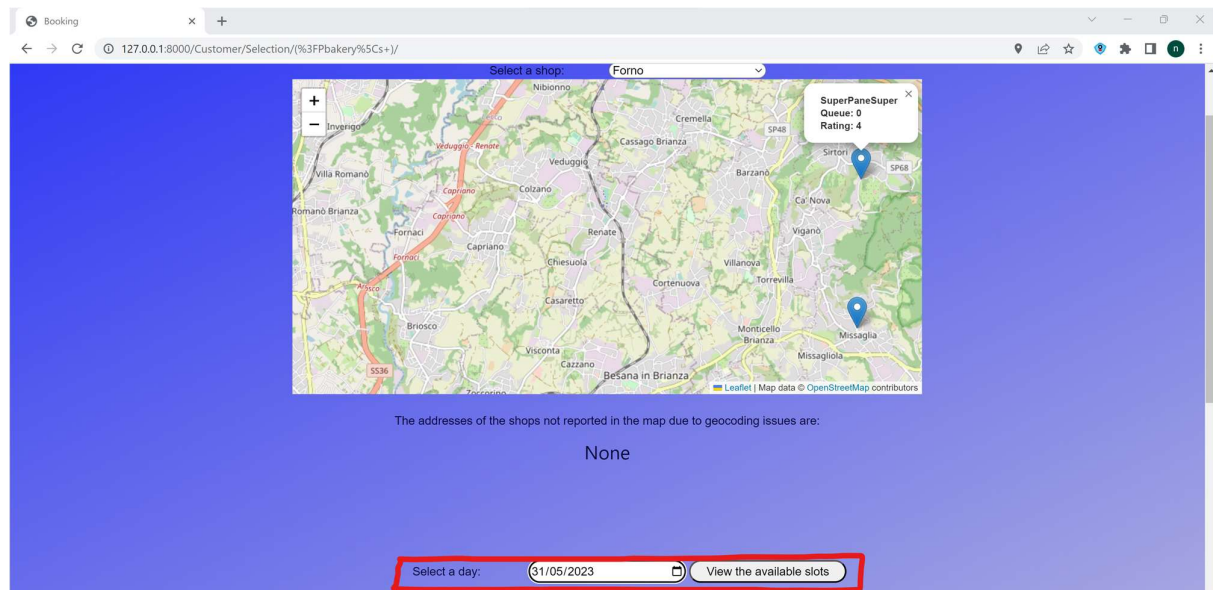 Booking
127.0.0.1:8000/Customer/Selection/(%3FPbakery%5Cs+)/
n
Select a shop: Forno
+
−
SuperPaneSuper
Queue: 0
Rating: 4
Nibionno
Cremella
SP48
Inverigo
Cassago Brianza
Sirtori
Veduggio - Renate
Veduggio
Barzanò
SP68
Villa Romanò
Capriano
Colzano
Ca' Nova
Romanò Brianza
Capriano
Fornaci
Renate
Viganò
Capriano
Fornaci
Chiesuola
Villanova
Torrevilla
Cortenuova
Arosio
Casaretto
Briosco
Monticello
Brianza
Missaglia
Visconta
Missagliola
Cazzano
SS36
Besana in Brianza
Zoccorino
Leaflet | Map data © OpenStreetMap contributors
The addresses of the shops not reported in the map due to geocoding issues are:
None
Select a day: 31/05/2023 View the available slots